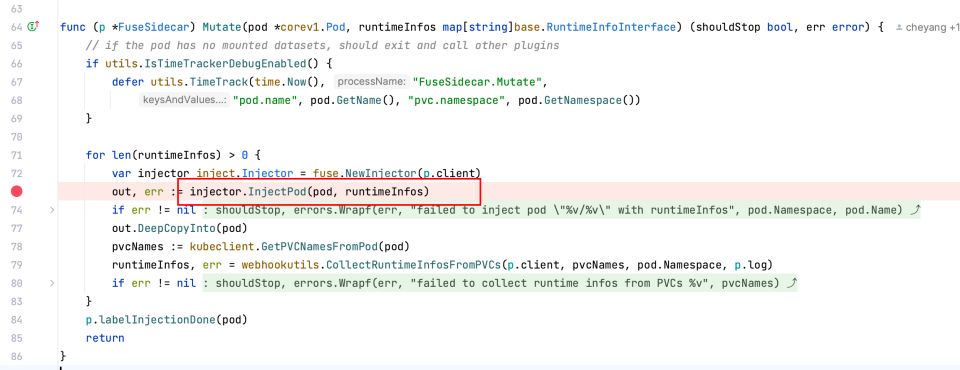 63
64 func (p *FuseSidecar) Mutate(pod *corev1.Pod, runtimeInfos map[string]base.RuntimeInfoInterface) (shouldStop bool, err error) { cheyang +1
65 // if the pod has no mounted datasets, should exit and call other plugins
66 if utils.IsTimeTrackerDebugEnabled() {
67 defer utils.TimeTrack(time.Now(), processName: "FuseSidecar.Mutate",
68 keysAndValues...: "pod.name", pod.GetName(), "pvc.namespace", pod.GetNamespace())
69 }
70
71 for len(runtimeInfos) > 0 {
72 var injector inject.Injector = fuse.NewInjector(p.client)
out, err := injector.InjectPod(pod, runtimeInfos)
74 if err != nil : shouldStop, errors.Wrapf(err, "failed to inject pod \"%v/%v\" with runtimeInfos", pod.Namespace, pod.Name)
77 out.DeepCopyInto(pod)
78 pvcNames := kubeclient.GetPVCNamesFromPod(pod)
79 runtimeInfos, err = webhookutils.CollectRuntimeInfosFromPVCs(p.client, pvcNames, pod.Namespace, p.log)
80 if err != nil : shouldStop, errors.Wrapf(err, "failed to collect runtime infos from PVCs %v", pvcNames)
83 }
84 p.labelInjectionDone(pod)
85 return
86 }